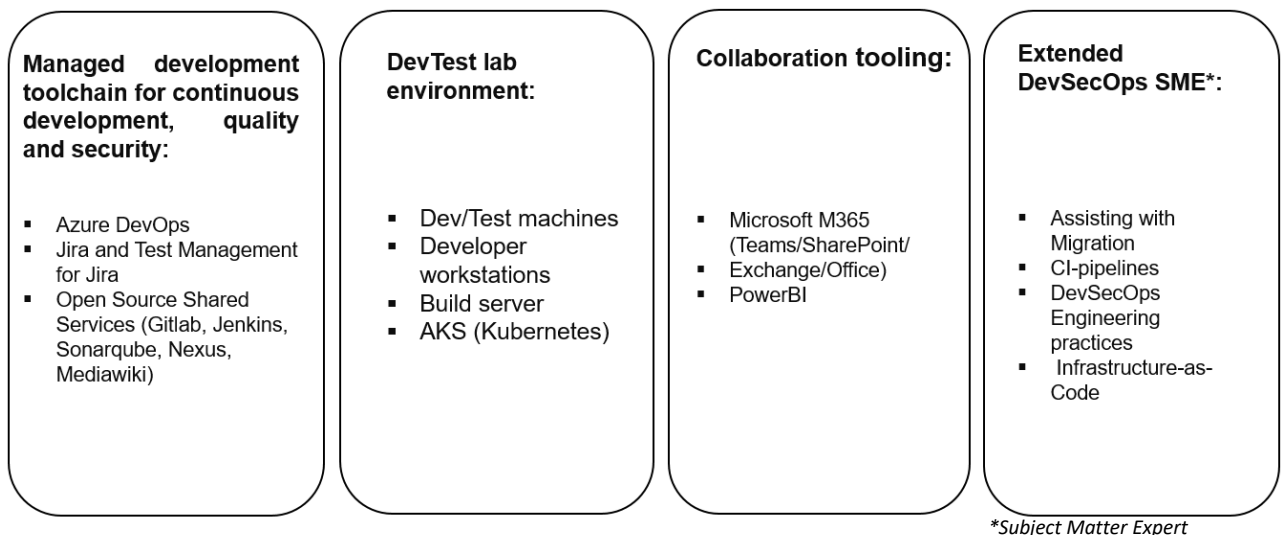 Managed development
toolchain for continuous
development, quality
and security:
▪ Azure DevOps
▪ Jira and Test Management
for Jira
▪ Open Source Shared
Services (Gitlab, Jenkins,
Sonarqube, Nexus,
Mediawiki)
DevTest lab
environment:
▪ Dev/Test machines
▪ Developer
workstations
▪ Build server
▪ AKS (Kubernetes)
Collaboration tooling:
▪ Microsoft M365
(Teams/SharePoint/
▪ Exchange/Office)
▪ PowerBI
Extended
DevSecOps SME*:
▪ Assisting with
Migration
▪ CI-pipelines
▪ DevSecOps
Engineering
practices
▪ Infrastructure-as-
Code
*Subject Matter Expert